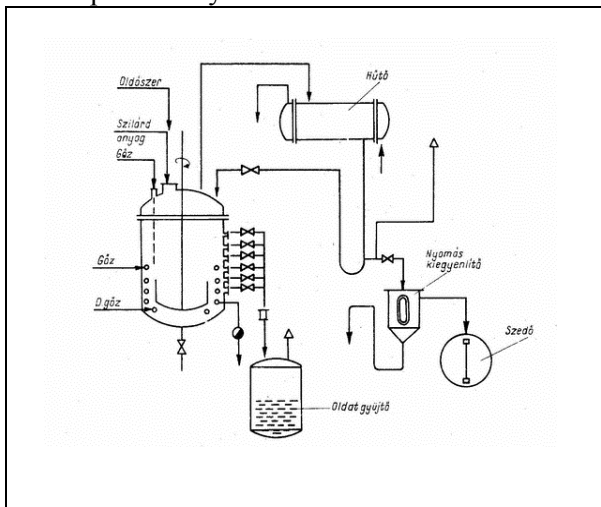 Oldószer
Szilárd
anyag
Gőz
Gőz
D gőz
Hűtő
Nyomás
kiegyenlítő
Szedő
Oldat gyűjtő